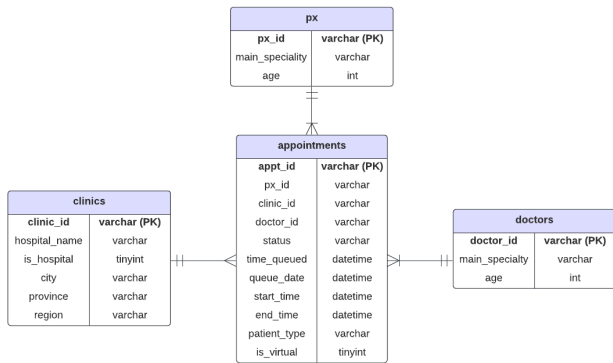 px
px_id varchar (PK)
main_speciality varchar
age int
appointments
appt_id varchar (PK)
px_id varchar
clinic_id varchar
doctor_id varchar
status varchar
time_queued datetime
queue_date datetime
start_time datetime
end_time datetime
patient_type varchar
is_virtual tinyint
clinics
clinic_id varchar (PK)
hospital_name varchar
is_hospital tinyint
city varchar
province varchar
region varchar
doctors
doctor_id varchar (PK)
main_specialty varchar
age int